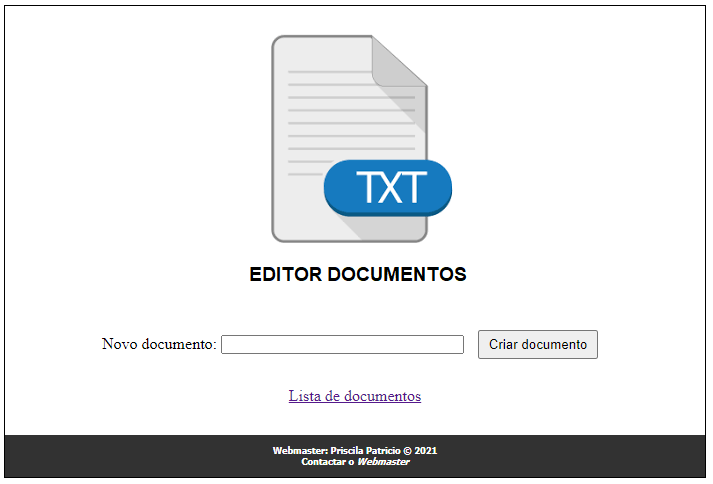 TXT
EDITOR DOCUMENTOS
Novo documento: Criar documento
Lista de documentos
Webmaster: Priscila Patricio © 2021
Contactar o Webmaster